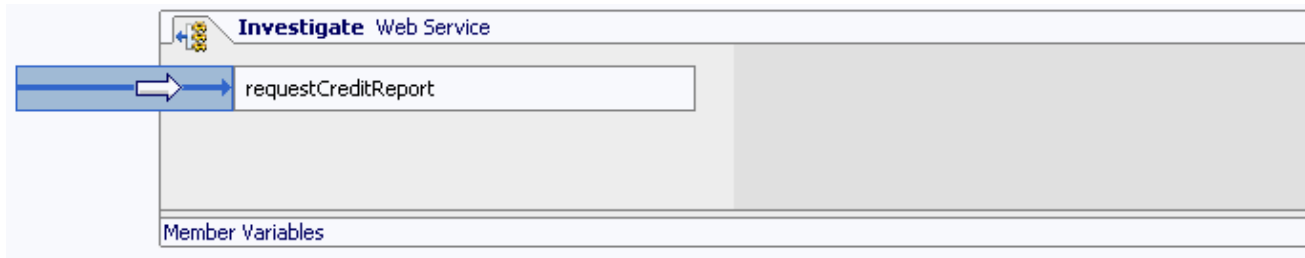 Investigate Web Service
requestCreditReport
Member Variables